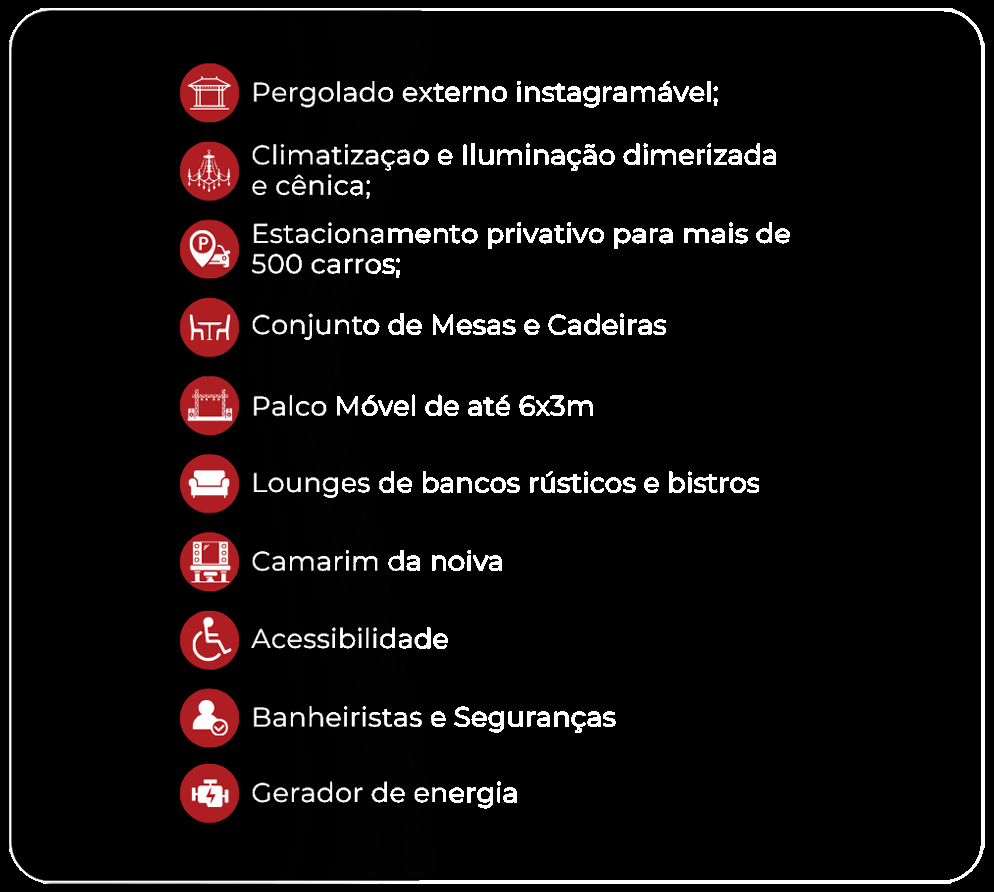 Pergolado externo instagramável;
Climatizaçao e Iluminação dimerizada
e cênica;
P
Estacionamento privativo para mais de
500 carros;
Conjunto de Mesas e Cadeiras
Palco Móvel de até 6x3m
Lounges de bancos rústicos e bistros
Camarim da noiva
Acessibilidade
Banheiristas e Seguranças
Gerador de energia